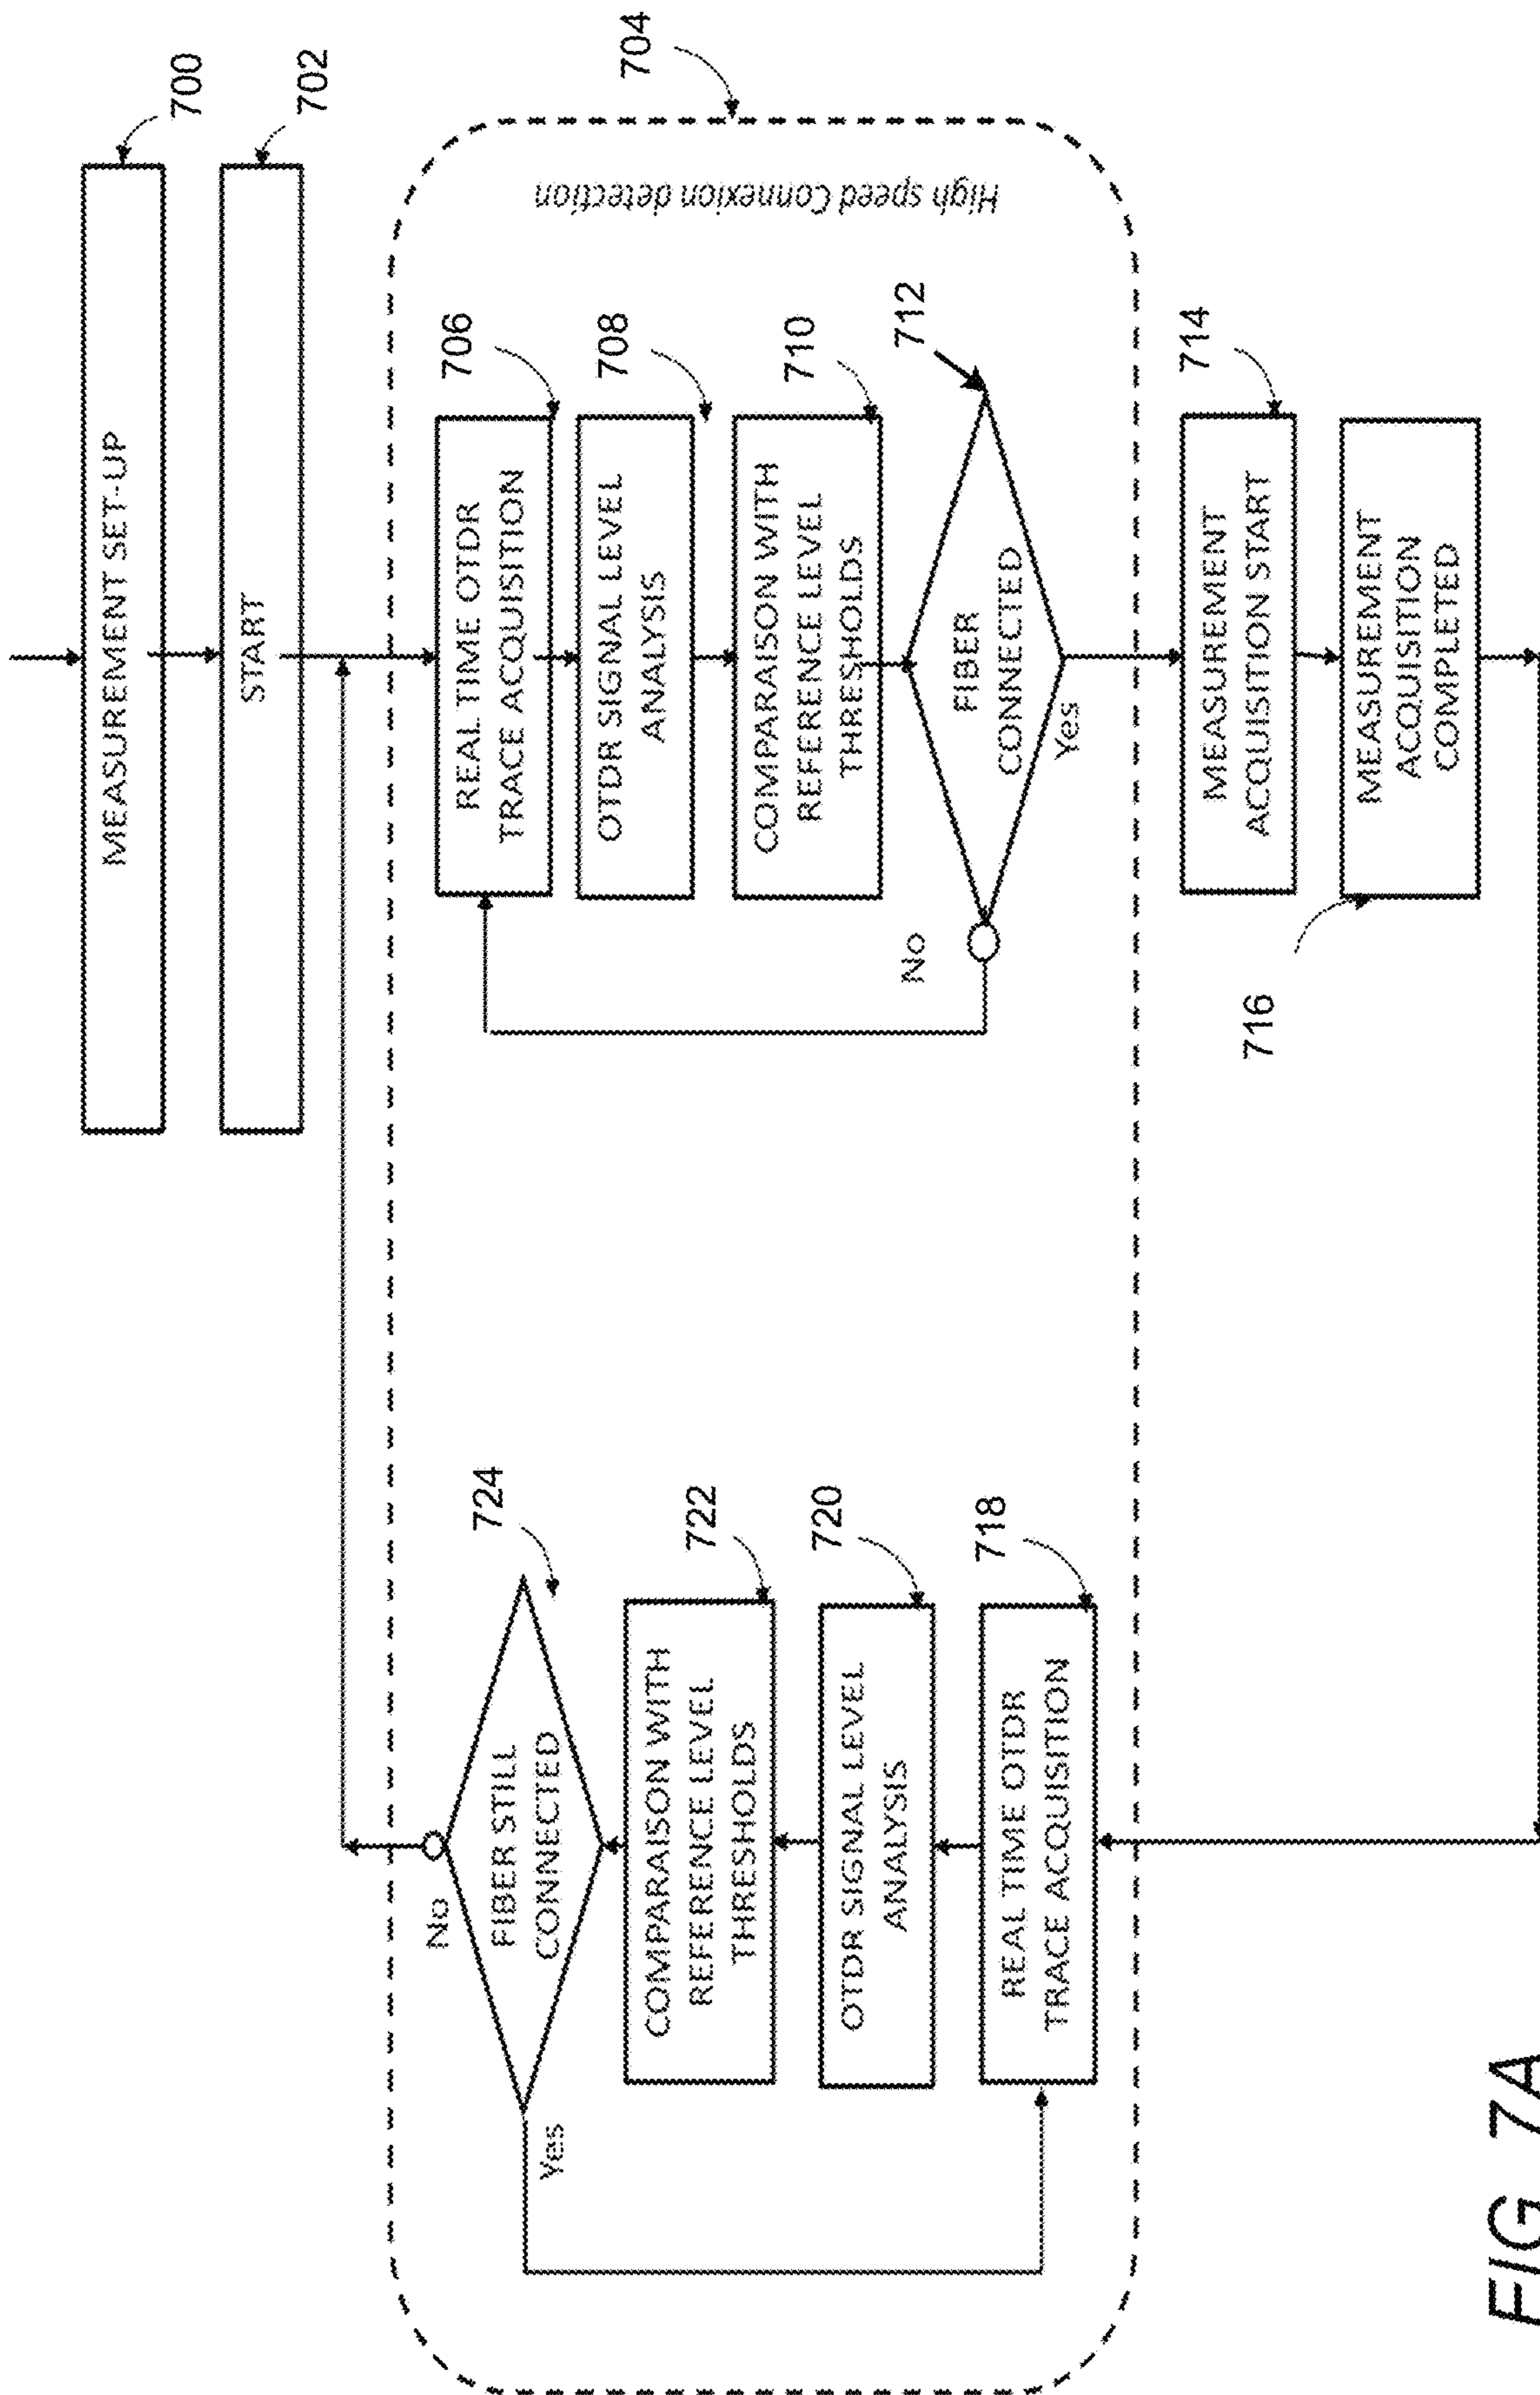 700
MEASUREMENT SET-UP
702
START
704
High speed Connexion detection
706
REAL TIME OTDR
TRACE ACQUISITION
708
OTDR SIGNAL LEVEL
ANALYSIS
710
COMPARAISON WITH
REFERENCE LEVEL
THRESHOLDS
712
FIBER
CONNECTED
No
Yes
714
MEASUREMENT
ACQUISITION START
716
MEASUREMENT
ACQUISITION
COMPLETED
724
No
FIBER STILL
CONNECTED
Yes
722
COMPARAISON WITH
REFERENCE LEVEL
THRESHOLDS
720
OTDR SIGNAL LEVEL
ANALYSIS
718
REAL TIME OTDR
TRACE ACQUISITION
FIG. 7A